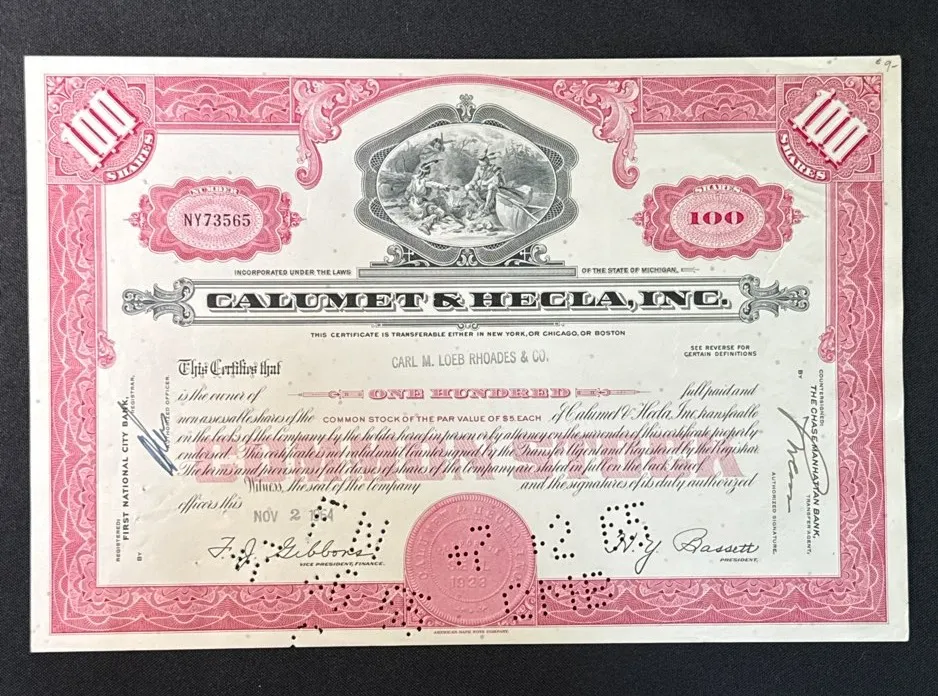 € 9-
100
SHARES
100
SHARES
NUMBER
NY73565
SHARES
100
INCORPORATED UNDER THE LAWS
OF THE STATE OF MICHIGAN,
CALUMET & HECLA, INC.
THIS CERTIFICATE IS TRANSFERABLE EITHER IN NEW YORK, OR CHICAGO, OR BOSTON
SEE REVERSE FOR
CERTAIN DEFINITIONS
This Certifies that
CARL M. LOEB RHOADES & CO.
is the owner of
ONE HUNDRED
full paid and
non assessable shares of the COMMON STOCK OF THE PAR VALUE OF $5. EACH of Calumet & Hecla, Inc. transferable
on the books of the Company by the holder hereof in person or by attorney on the surrender of this certificate properly
endorsed. This certificate is not valid until countersigned by the Transfer Agent and registered by the Registrar.
The terms and provisions of all classes of shares of the Company are stated in full on the back hereof.
COMMON STOCK
Witness, the seal of the Company and the signatures of its duly authorized
officers this
NOV 2 1964
F. J. Gibbons
VICE PRESIDENT, FINANCE.
H. Y. Bassett
PRESIDENT.
1923
REGISTERED:
FIRST NATIONAL CITY BANK,
REGISTRAR.
BY
COUNTERSIGNED:
THE CHASE MANHATTAN BANK,
TRANSFER AGENT,
BY
AUTHORIZED SIGNATURE.
AMERICAN BANK NOTE COMPANY